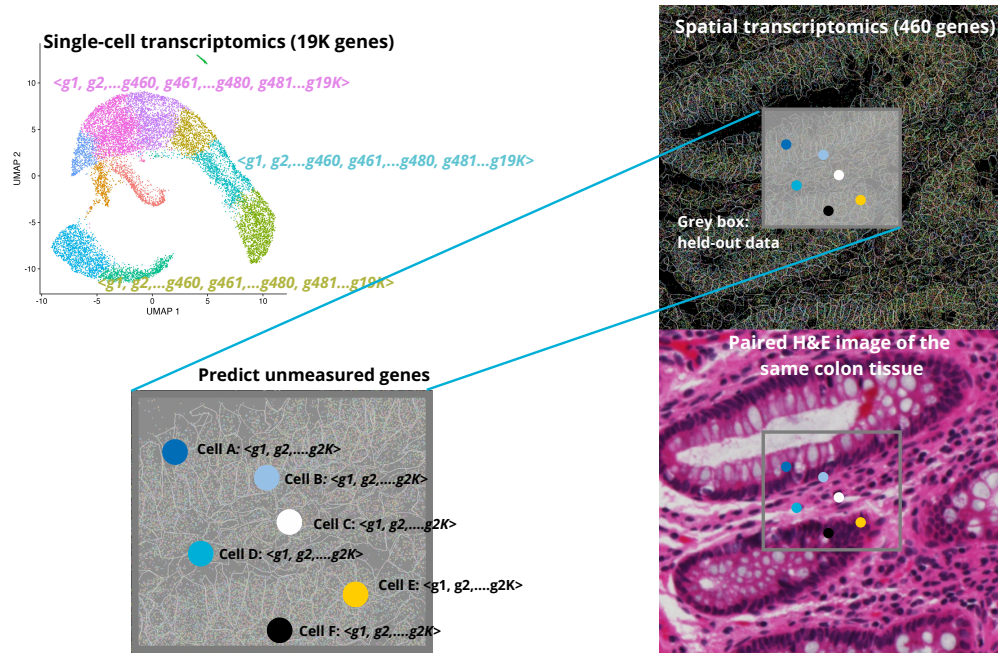 Single-cell transcriptomics (19K genes)
<g1, g2,...g460, g461,...g480, g481...g19K>
<g1, g2,...g460, g461,...g480, g481...g19K>
<g1, g2,...g460, g461,...g480, g481...g19K>
UMAP 2
10
5
0
-5
-10
-10
-5
0
5
10
UMAP 1
Spatial transcriptomics (460 genes)
Grey box:
held-out data
Paired H&E image of the
same colon tissue
Predict unmeasured genes
Cell A: <g1, g2,....g2K>
Cell B: <g1, g2,....g2K>
Cell C: <g1, g2,....g2K>
Cell D: <g1, g2,....g2K>
Cell E: <g1, g2,....g2K>
Cell F: <g1, g2,....g2K>